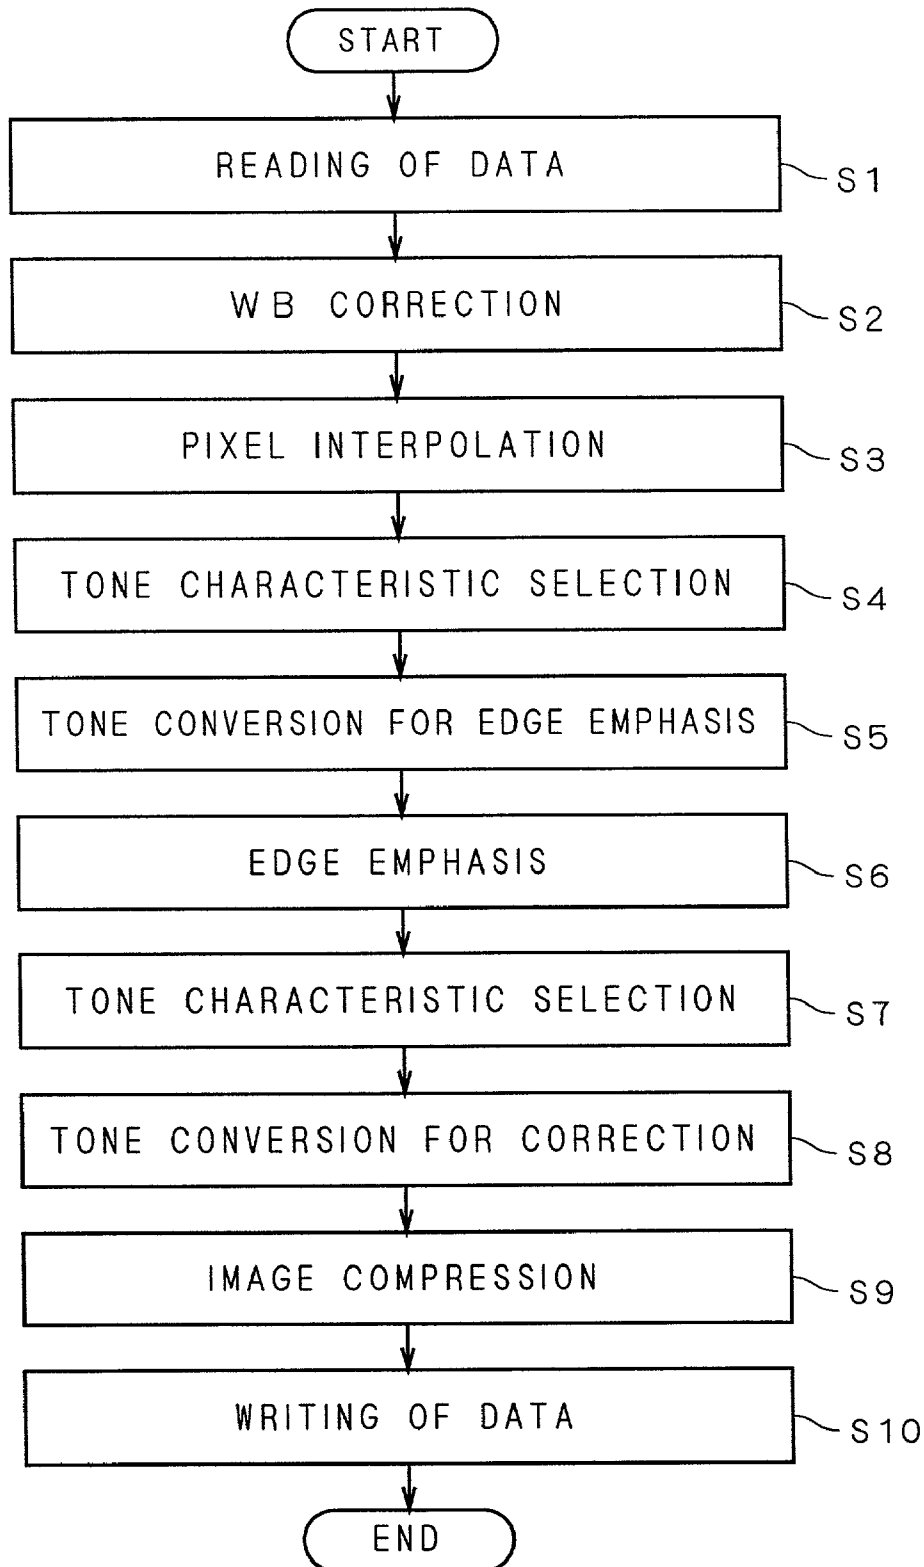 START
READING OF DATA
S1
WB CORRECTION
S2
PIXEL INTERPOLATION
S3
TONE CHARACTERISTIC SELECTION
S4
TONE CONVERSION FOR EDGE EMPHASIS
S5
EDGE EMPHASIS
S6
TONE CHARACTERISTIC SELECTION
S7
TONE CONVERSION FOR CORRECTION
S8
IMAGE COMPRESSION
S9
WRITING OF DATA
S10
END